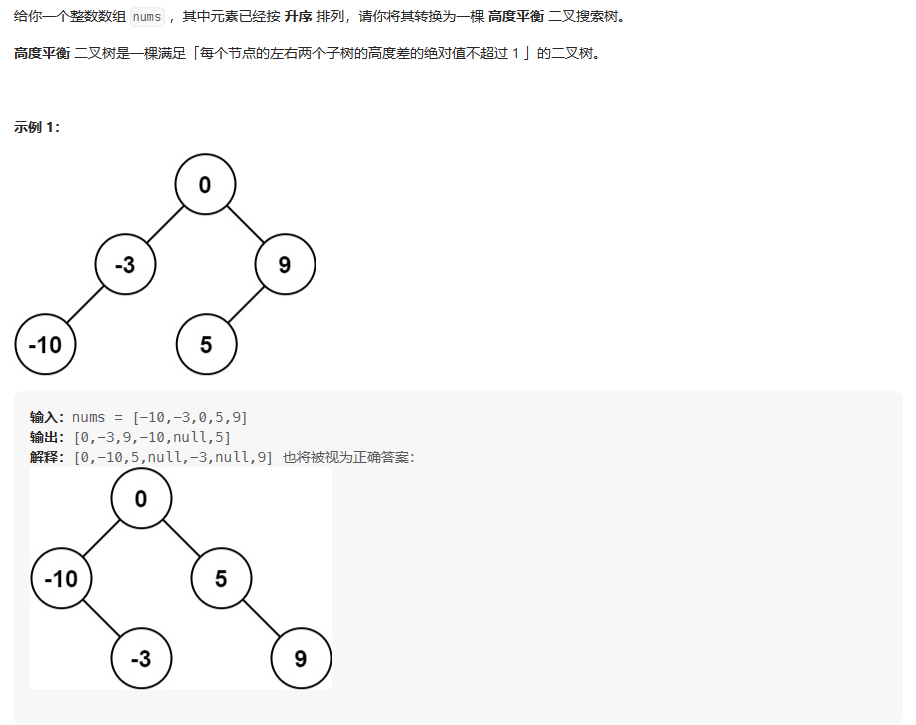 给你一个整数数组 nums ，其中元素已经按 升序 排列，请你将其转换为一棵 高度平衡 二叉搜索树。
高度平衡 二叉树是一棵满足「每个节点的左右两个子树的高度差的绝对值不超过 1 」的二叉树。
示例 1：
0
-3 9
-10 5
输入：nums = [-10,-3,0,5,9]
输出：[0,-3,9,-10,null,5]
解释：[0,-10,5,null,-3,null,9] 也将被视为正确答案：
0
-10 5
-3 9